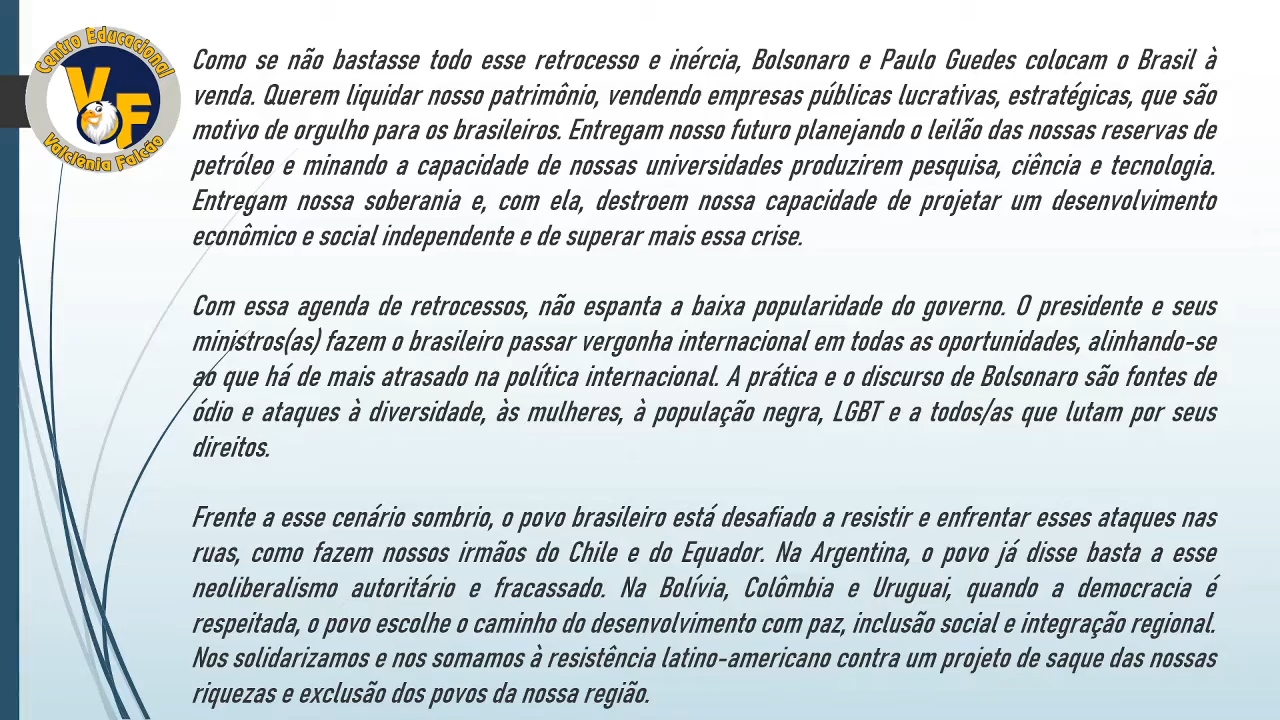 Centro Educacional
VF
Valclênia Falcão
Como se não bastasse todo esse retrocesso e inércia, Bolsonaro e Paulo Guedes colocam o Brasil à
venda. Querem liquidar nosso patrimônio, vendendo empresas públicas lucrativas, estratégicas, que são
motivo de orgulho para os brasileiros. Entregam nosso futuro planejando o leilão das nossas reservas de
petróleo e minando a capacidade de nossas universidades produzirem pesquisa, ciência e tecnologia.
Entregam nossa soberania e, com ela, destroem nossa capacidade de projetar um desenvolvimento
econômico e social independente e de superar mais essa crise.
Com essa agenda de retrocessos, não espanta a baixa popularidade do governo. O presidente e seus
ministros(as) fazem o brasileiro passar vergonha internacional em todas as oportunidades, alinhando-se
ao que há de mais atrasado na política internacional. A prática e o discurso de Bolsonaro são fontes de
ódio e ataques à diversidade, às mulheres, à população negra, LGBT e a todos/as que lutam por seus
direitos.
Frente a esse cenário sombrio, o povo brasileiro está desafiado a resistir e enfrentar esses ataques nas
ruas, como fazem nossos irmãos do Chile e do Equador. Na Argentina, o povo já disse basta a esse
neoliberalismo autoritário e fracassado. Na Bolívia, Colômbia e Uruguai, quando a democracia é
respeitada, o povo escolhe o caminho do desenvolvimento com paz, inclusão social e integração regional.
Nos solidarizamos e nos somamos à resistência latino-americano contra um projeto de saque das nossas
riquezas e exclusão dos povos da nossa região.